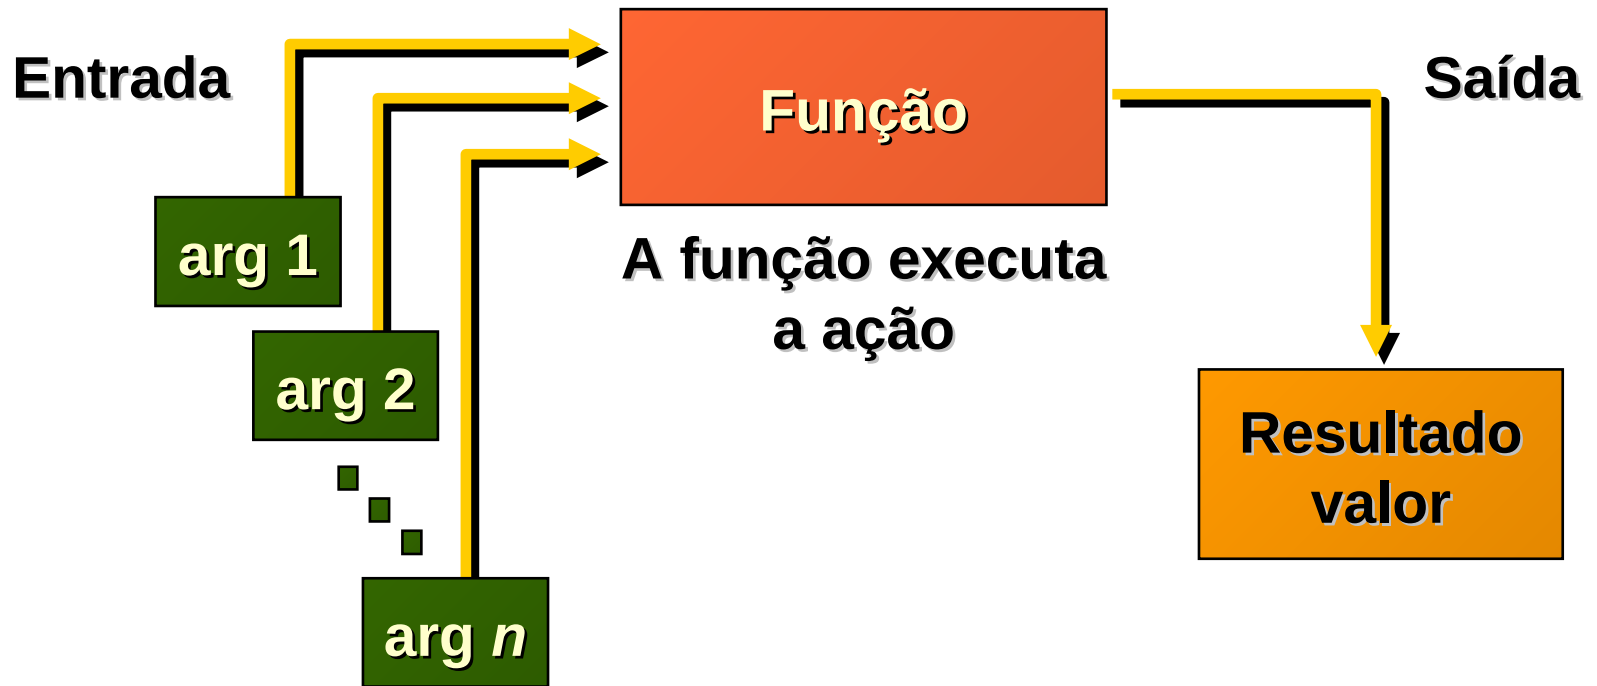 Entrada
Função
Saída
arg 1
A função executa
a ação
arg 2
Resultado
valor
arg n